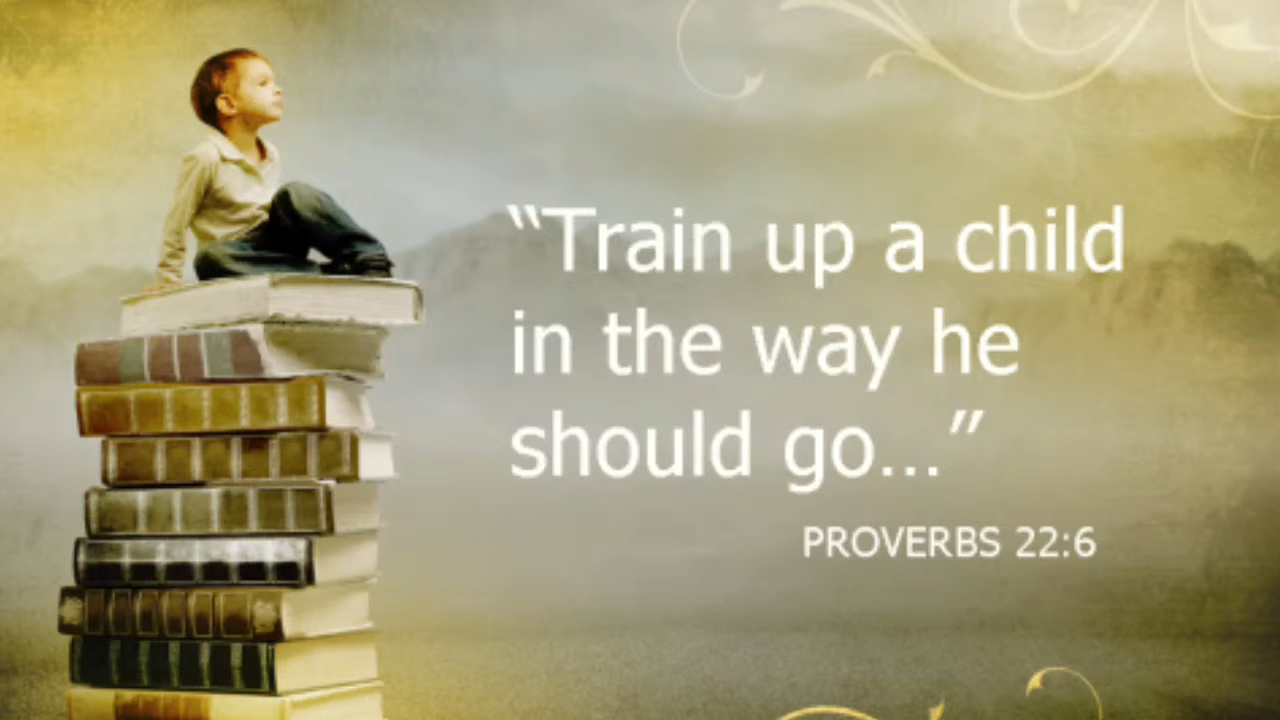 “Train up a child
in the way he
should go...”
PROVERBS 22:6